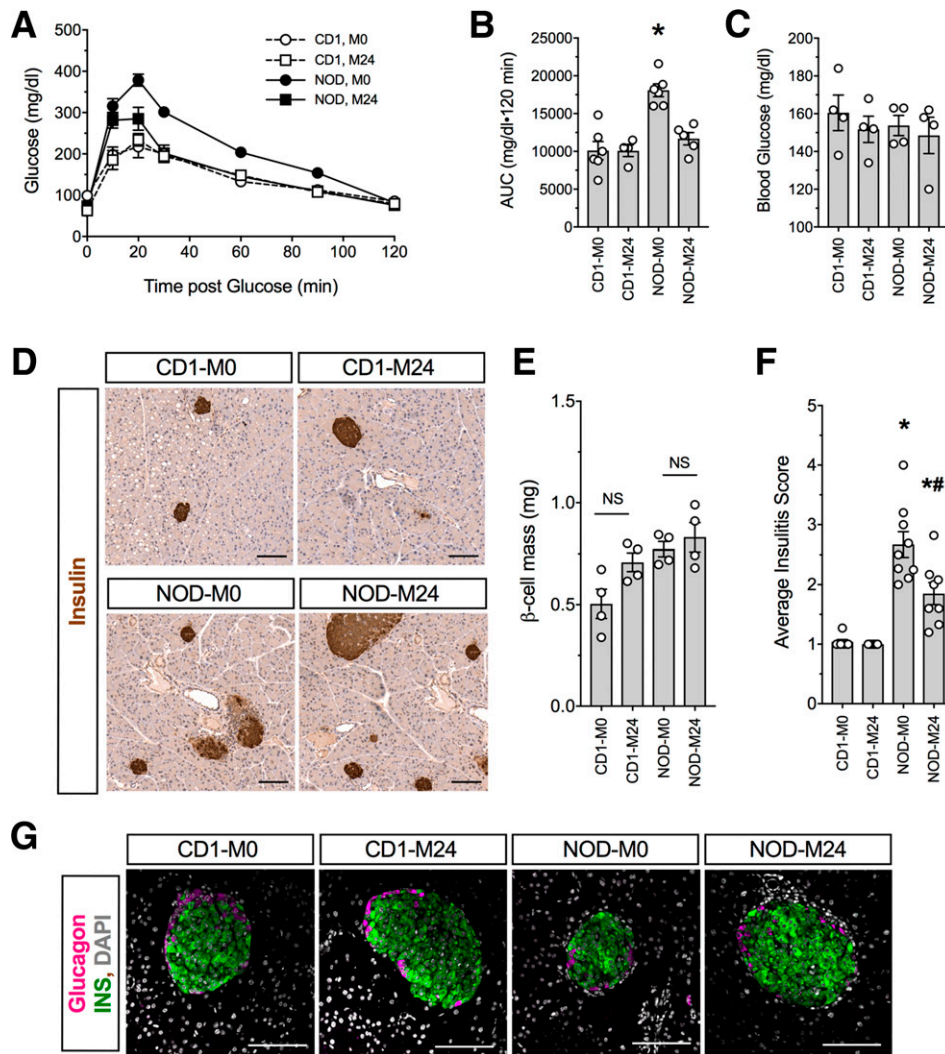 A
500
400
300
200
100
0
Glucose (mg/dl)
0 20 40 60 80 100 120
Time post Glucose (min)
CD1, M0
CD1, M24
NOD, M0
NOD, M24
B
25000
20000
15000
10000
5000
0
AUC (mg/dl•120 min)
*
CD1-M0
CD1-M24
NOD-M0
NOD-M24
C
200
180
160
140
120
100
Blood Glucose (mg/dl)
CD1-M0
CD1-M24
NOD-M0
NOD-M24
D
Insulin
CD1-M0
CD1-M24
NOD-M0
NOD-M24
E
1.5
1.0
0.5
0.0
β-cell mass (mg)
NS
NS
CD1-M0
CD1-M24
NOD-M0
NOD-M24
F
5
4
3
2
1
0
Average Insulitis Score
*
*#
CD1-M0
CD1-M24
NOD-M0
NOD-M24
G
Glucagon
INS, DAPI
CD1-M0
CD1-M24
NOD-M0
NOD-M24